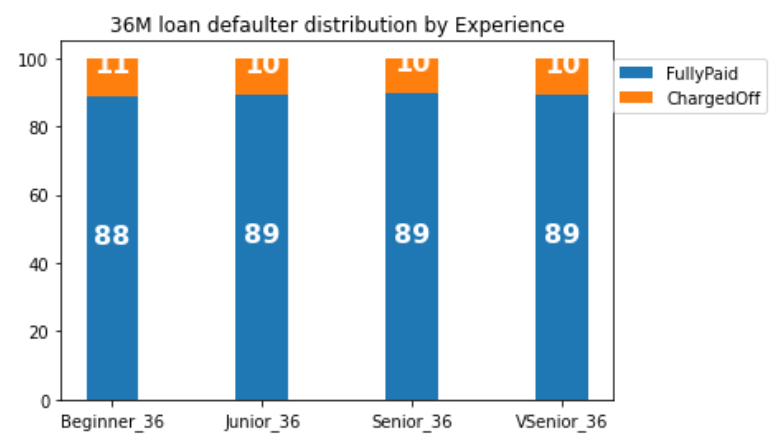 36M loan defaulter distribution by Experience
100
80
60
40
20
0
11
10
10
10
88
89
89
89
Beginner_36
Junior_36
Senior_36
VSenior_36
FullyPaid
ChargedOff